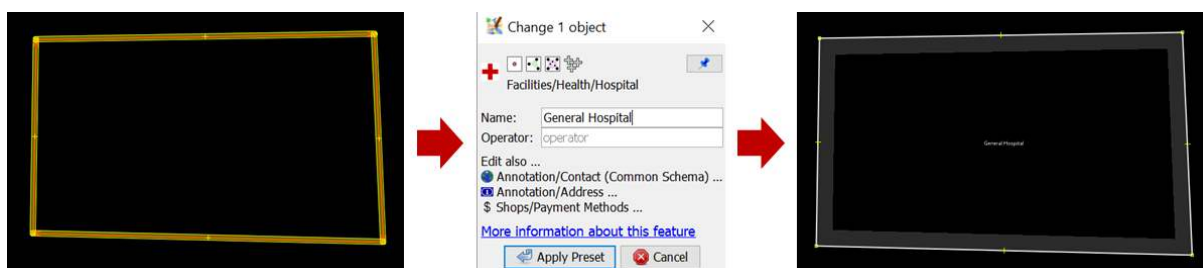 Change 1 object
Facilities/Health/Hospital
Name: General Hospital
Operator: operator
Edit also ...
Annotation/Contact (Common Schema) ...
Annotation/Address ...
$ Shops/Payment Methods ...
More information about this feature
Apply Preset Cancel
General Hospital